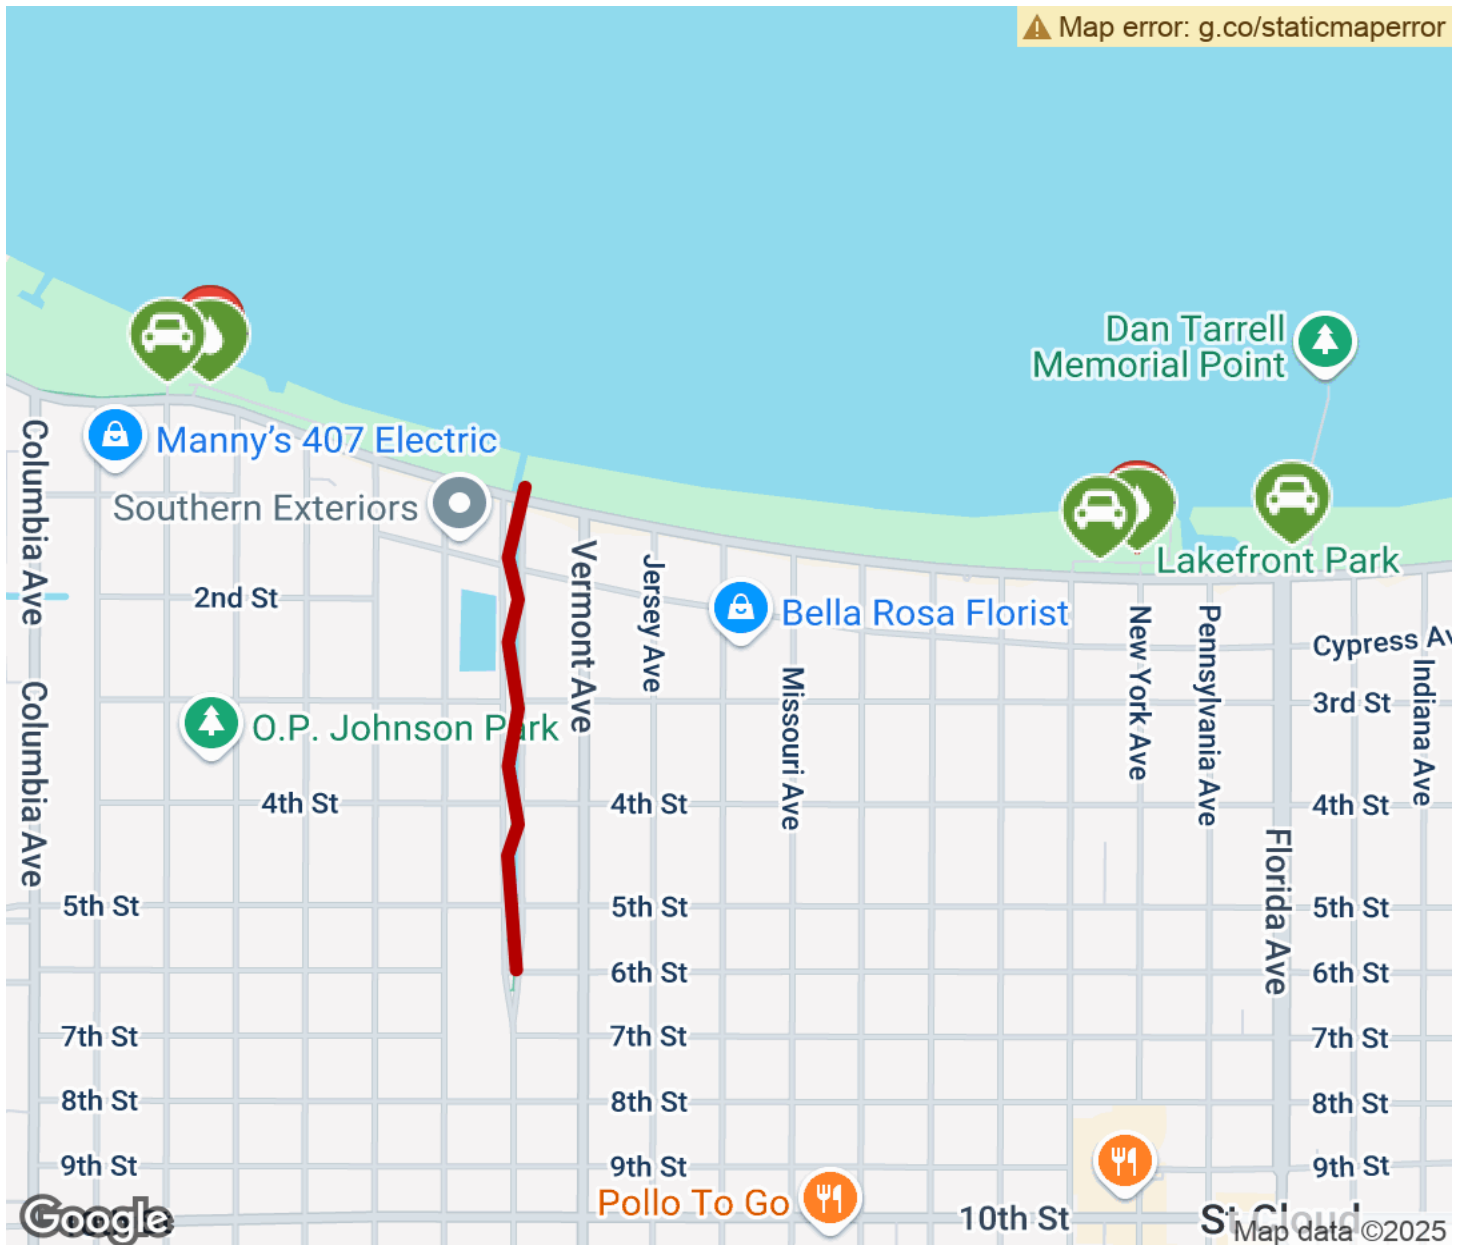 Map error: g.co/staticmaperror
Dan Tarrell
Memorial Point
Manny's 407 Electric
Southern Exteriors
Lakefront Park
Columbia Ave
2nd St
Vermont Ave
Jersey Ave
Bella Rosa Florist
New York Ave
Pennsylvania Ave
Cypress Av
Indiana Ave
3rd St
Missouri Ave
O.P. Johnson Park
Columbia Ave
4th St
4th St
4th St
Florida Ave
5th St
5th St
5th St
6th St
6th St
7th St
7th St
7th St
8th St
8th St
8th St
9th St
9th St
9th St
Pollo To Go
10th St
St Cloud
Google
Map data ©2025